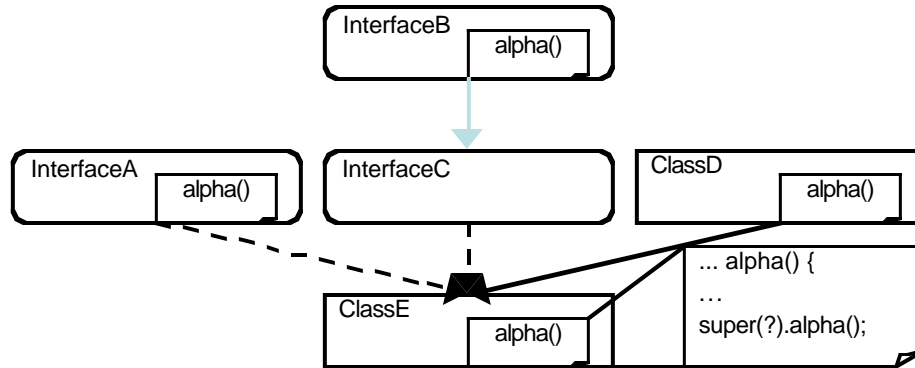 InterfaceB
alpha()
InterfaceA
alpha()
InterfaceC
ClassD
alpha()
ClassE
alpha()
... alpha() {
...
super(?).alpha();